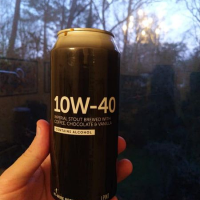 10W-40
IMPERIAL STOUT BREWED WITH
COFFEE, CHOCOLATE & VANILLA
CONTAINS ALCOHOL